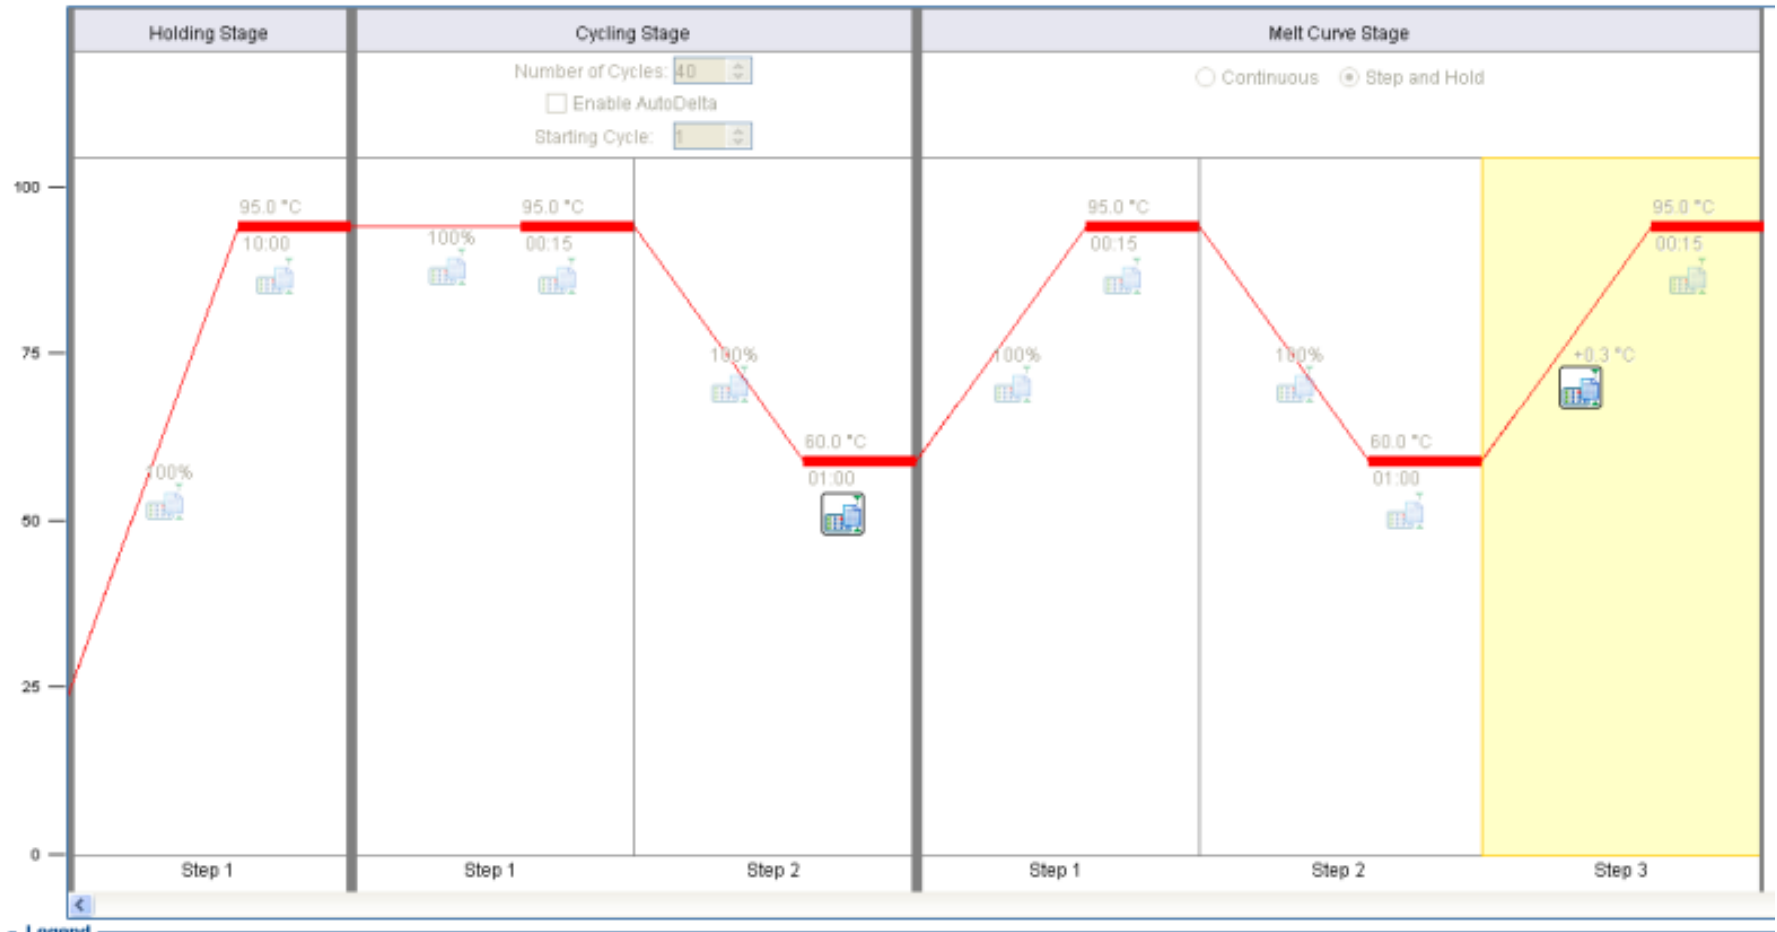 Holding Stage
Cycling Stage
Melt Curve Stage
Number of Cycles: 40
Enable AutoDelta
Starting Cycle: 1
Continuous Step and Hold
100
75
50
25
0
95.0 °C
10:00
100%
100%
95.0 °C
00:15
100%
60.0 °C
01:00
100%
95.0 °C
00:15
100%
60.0 °C
01:00
+0.3 °C
95.0 °C
00:15
Step 1
Step 1
Step 2
Step 1
Step 2
Step 3
Legend